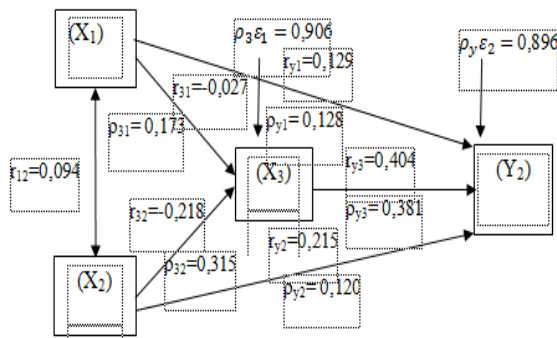 (X₁)
ρ₃ε₁ = 0,906
ρyε₂ = 0,896
r₃₁=-0,027
ry₁=0,129
ρ₃₁= 0,173
ρy₁= 0,128
r₁₂=0,094
(X₃)
ry₃=0,404
(Y₂)
r₃₂=-0,218
ρy₃=0,381
ry₂=0,215
(X₂)
ρ₃₂=0,315
ρy₂= 0,120